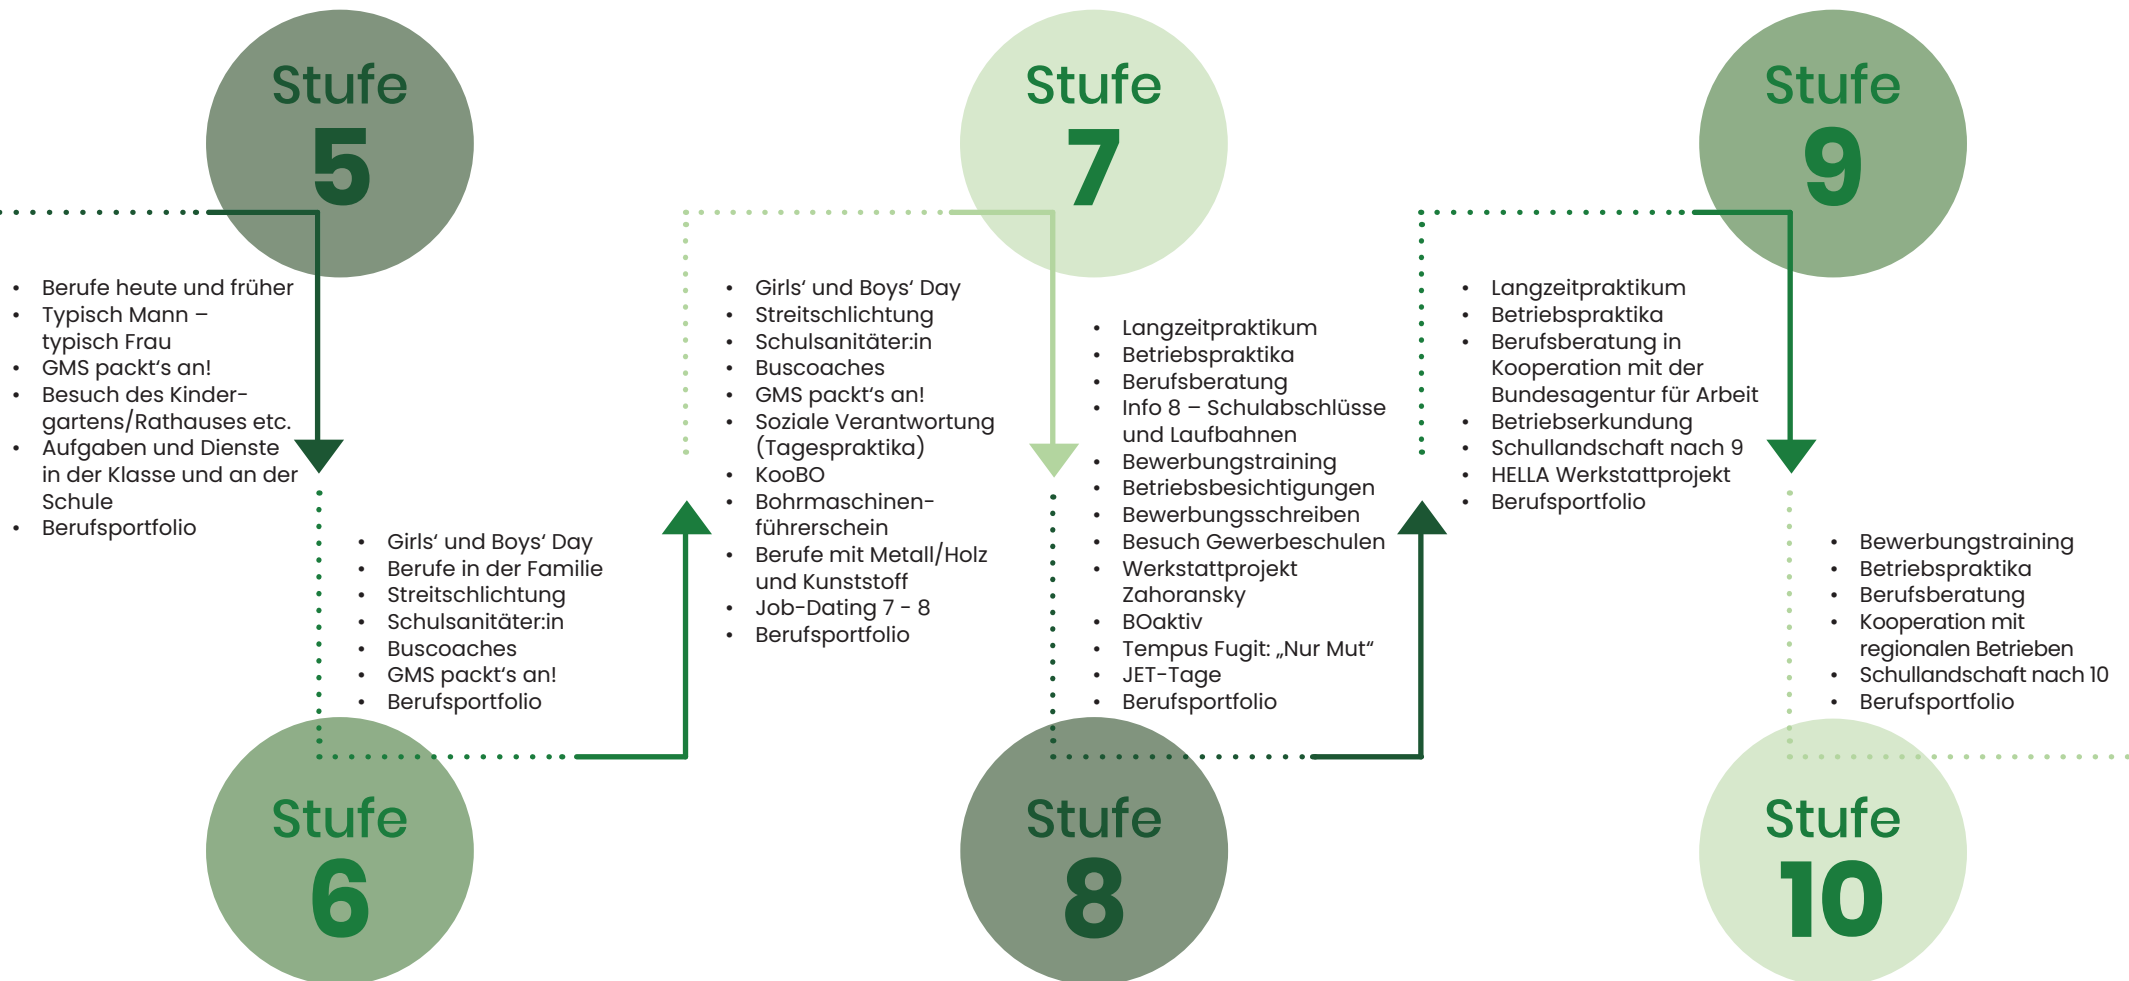 Stufe
5
• Berufe heute und früher
• Typisch Mann –
typisch Frau
• GMS packt‘s an!
• Besuch des Kinder-
gartens/Rathauses etc.
• Aufgaben und Dienste
in der Klasse und an der
Schule
• Berufsportfolio
• Girls‘ und Boys‘ Day
• Berufe in der Familie
• Streitschlichtung
• Schulsanitäter:in
• Buscoaches
• GMS packt‘s an!
• Berufsportfolio
Stufe
6
Stufe
7
• Girls‘ und Boys‘ Day
• Streitschlichtung
• Schulsanitäter:in
• Buscoaches
• GMS packt‘s an!
• Soziale Verantwortung
(Tagespraktika)
• KooBO
• Bohrmaschinen-
führerschein
• Berufe mit Metall/Holz
und Kunststoff
• Job-Dating 7 - 8
• Berufsportfolio
• Langzeitpraktikum
• Betriebspraktika
• Berufsberatung
• Info 8 – Schulabschlüsse
und Laufbahnen
• Bewerbungstraining
• Betriebsbesichtigungen
• Bewerbungsschreiben
• Besuch Gewerbeschulen
• Werkstattprojekt
Zahoransky
• BOaktiv
• Tempus Fugit: „Nur Mut“
• JET-Tage
• Berufsportfolio
Stufe
8
Stufe
9
• Langzeitpraktikum
• Betriebspraktika
• Berufsberatung in
Kooperation mit der
Bundesagentur für Arbeit
• Betriebserkundung
• Schullandschaft nach 9
• HELLA Werkstattprojekt
• Berufsportfolio
• Bewerbungstraining
• Betriebspraktika
• Berufsberatung
• Kooperation mit
regionalen Betrieben
• Schullandschaft nach 10
• Berufsportfolio
Stufe
10